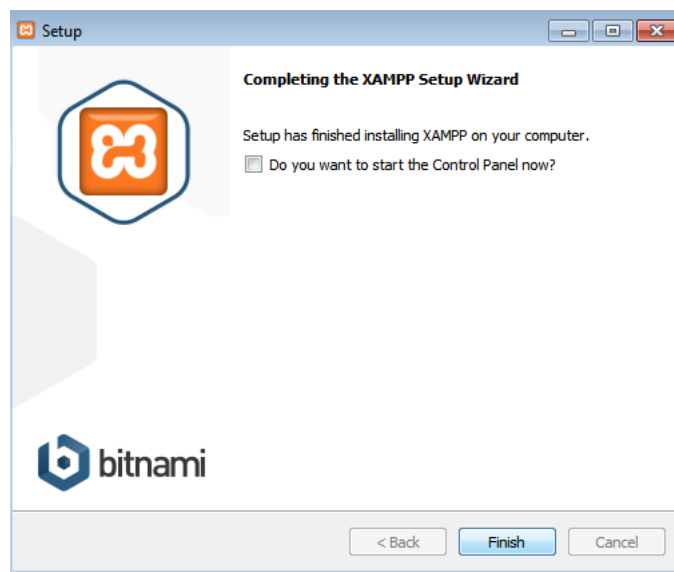 Setup
Completing the XAMPP Setup Wizard
Setup has finished installing XAMPP on your computer.
Do you want to start the Control Panel now?
bitnami
< Back
Finish
Cancel